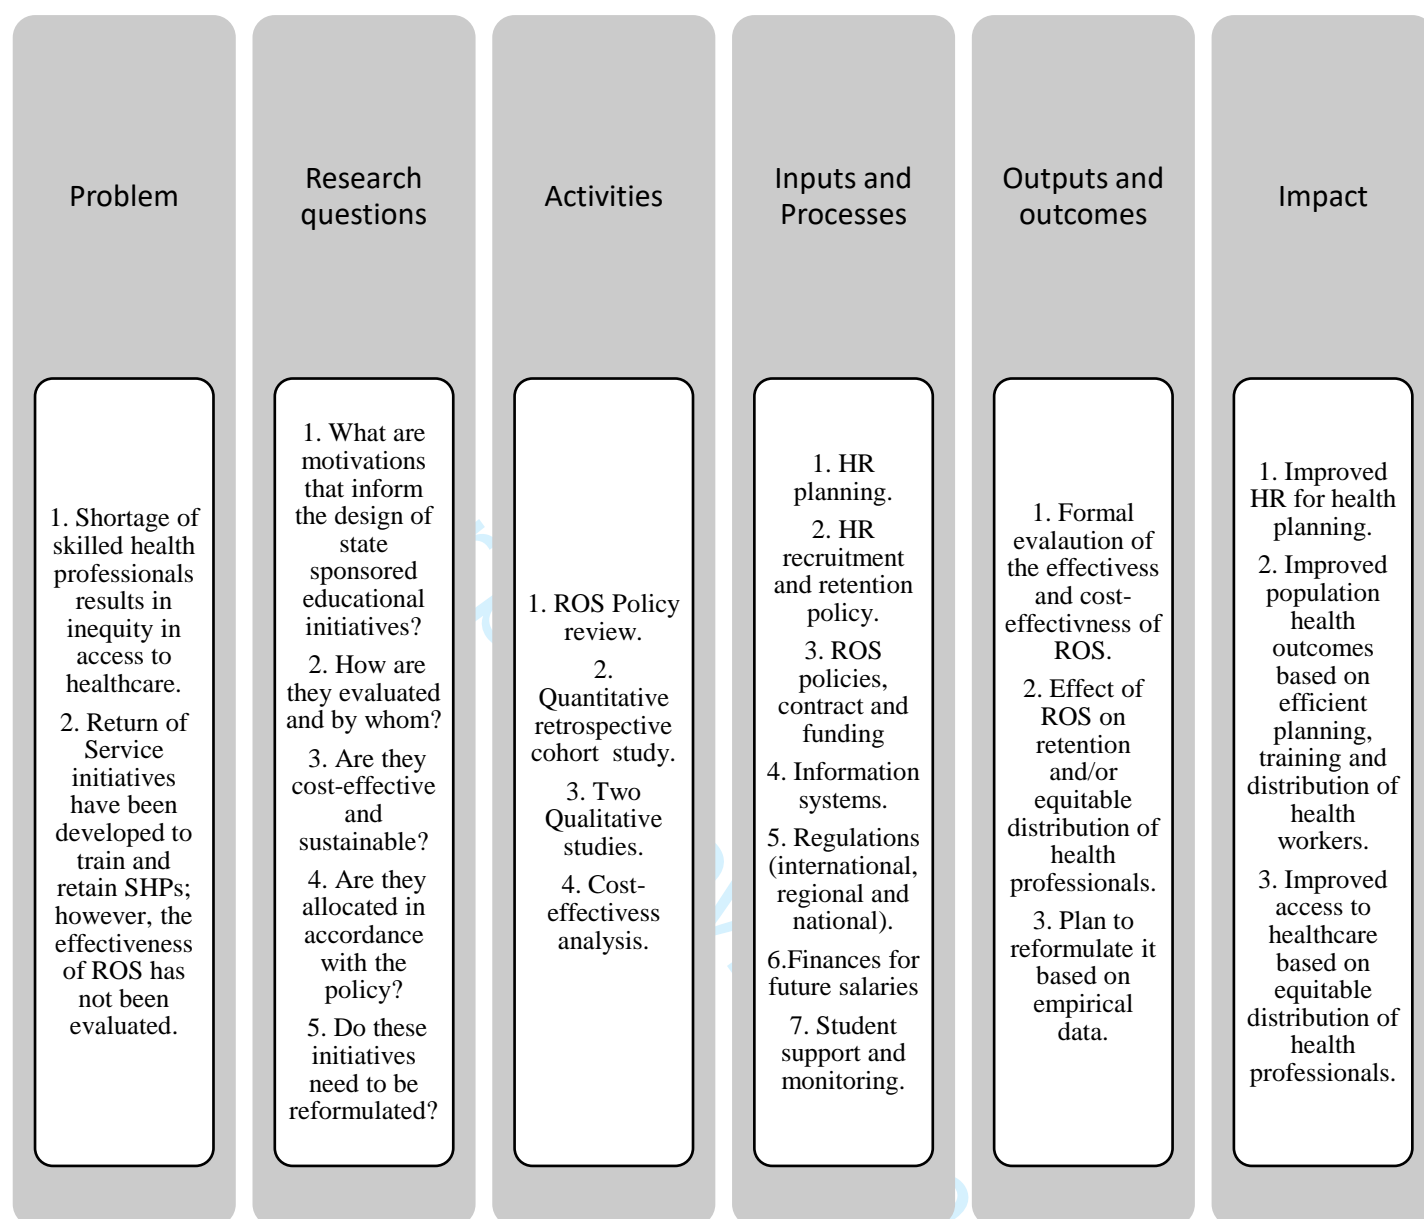 Problem
1. Shortage of
skilled health
professionals
results in
inequity in
access to
healthcare.
2. Return of
Service
initiatives
have been
developed to
train and
retain SHPs;
however, the
effectiveness
of ROS has
not been
evaluated.
Research
questions
1. What are
motivations
that inform
the design of
state
sponsored
educational
initiatives?
2. How are
they evaluated
and by whom?
3. Are they
cost-effective
and
sustainable?
4. Are they
allocated in
accordance
with the
policy?
5. Do these
initiatives
need to be
reformulated?
Activities
1. ROS Policy
review.
2.
Quantitative
retrospective
cohort study.
3. Two
Qualitative
studies.
4. Cost-
effectivess
analysis.
Inputs and
Processes
1. HR
planning.
2. HR
recruitment
and retention
policy.
3. ROS
policies,
contract and
funding
4. Information
systems.
5. Regulations
(international,
regional and
national).
6.Finances for
future salaries
7. Student
support and
monitoring.
Outputs and
outcomes
1. Formal
evalaution of
the effectivess
and cost-
effectivness of
ROS.
2. Effect of
ROS on
retention
and/or
equitable
distribution of
health
professionals.
3. Plan to
reformulate it
based on
empirical
data.
Impact
1. Improved
HR for health
planning.
2. Improved
population
health
outcomes
based on
efficient
planning,
training and
distribution of
health
workers.
3. Improved
access to
healthcare
based on
equitable
distribution of
health
professionals.